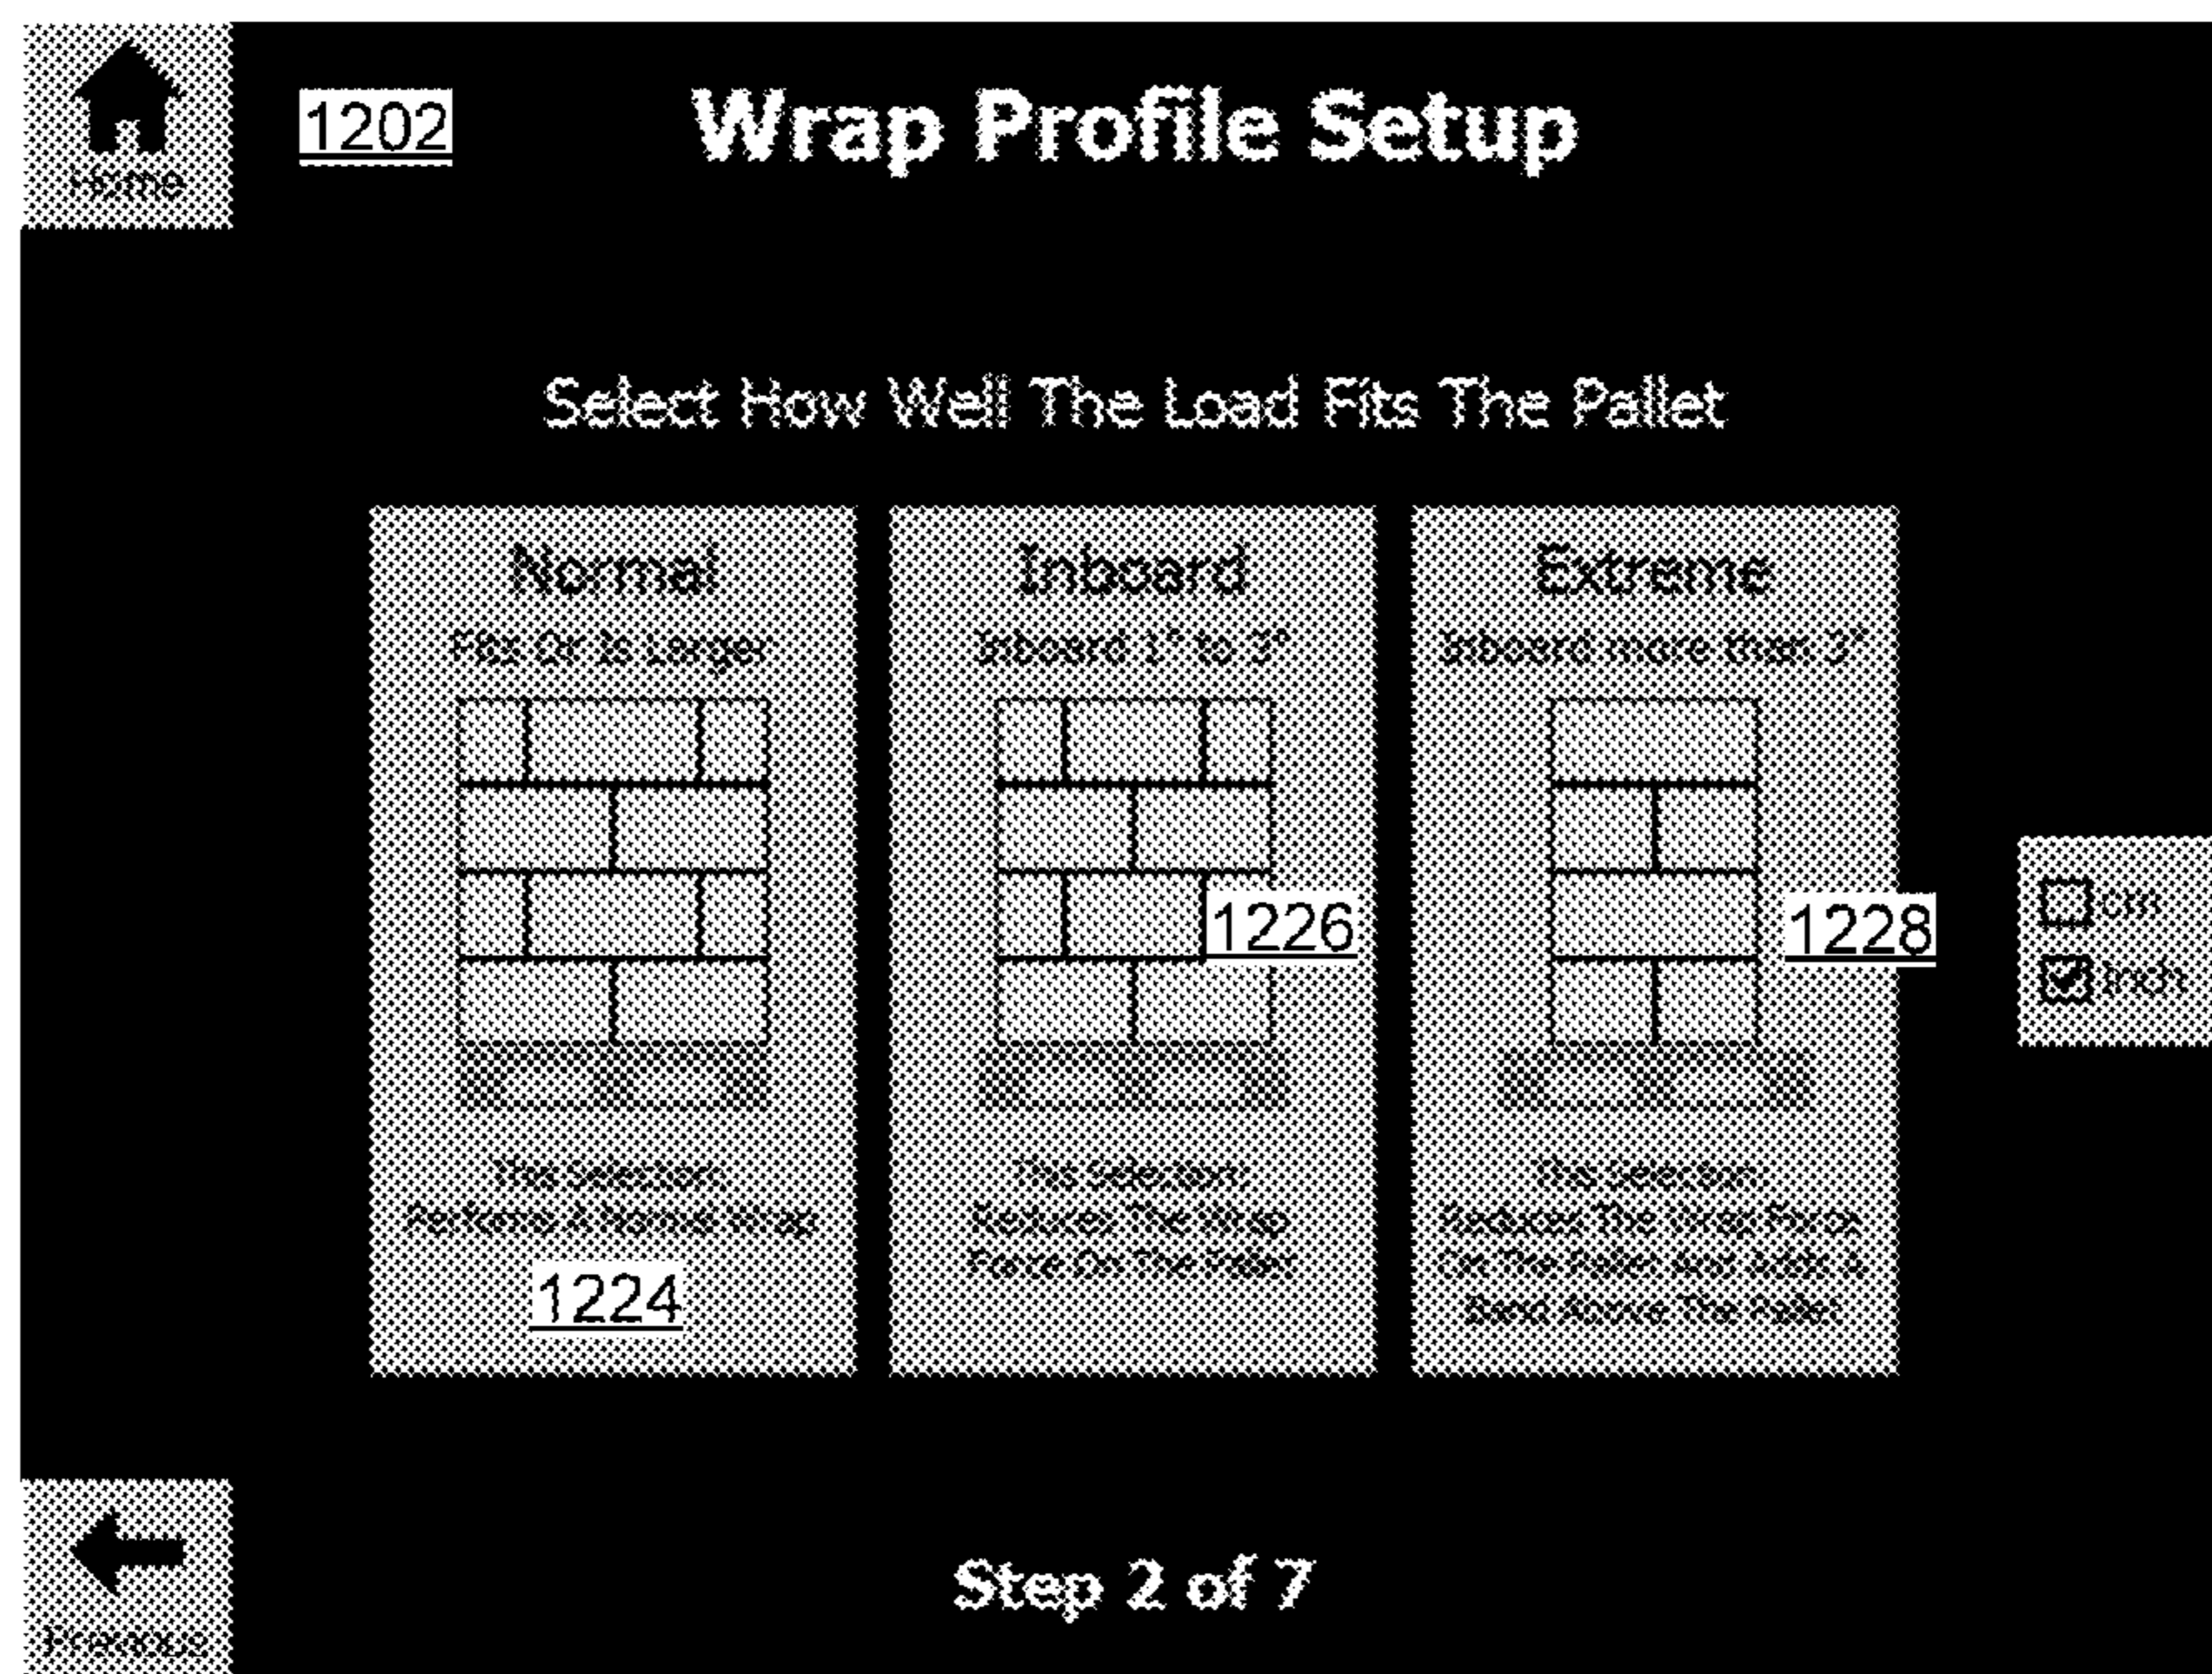 Home
1202
Wrap Profile Setup
Select How Well The Load Fits The Pallet
Normal
Fits Or Is Larger
This Selection
Performs A Normal Wrap
1224
Inboard
Inboard 1" to 3"
1226
This Selection
Reduces The Wrap
Force On The Pallet
Extreme
Inboard more than 3"
1228
This Selection
Reduces The Wrap Force
On The Pallet And Adds A
Band Above The Pallet
cm
Inch
Previous
Step 2 of 7